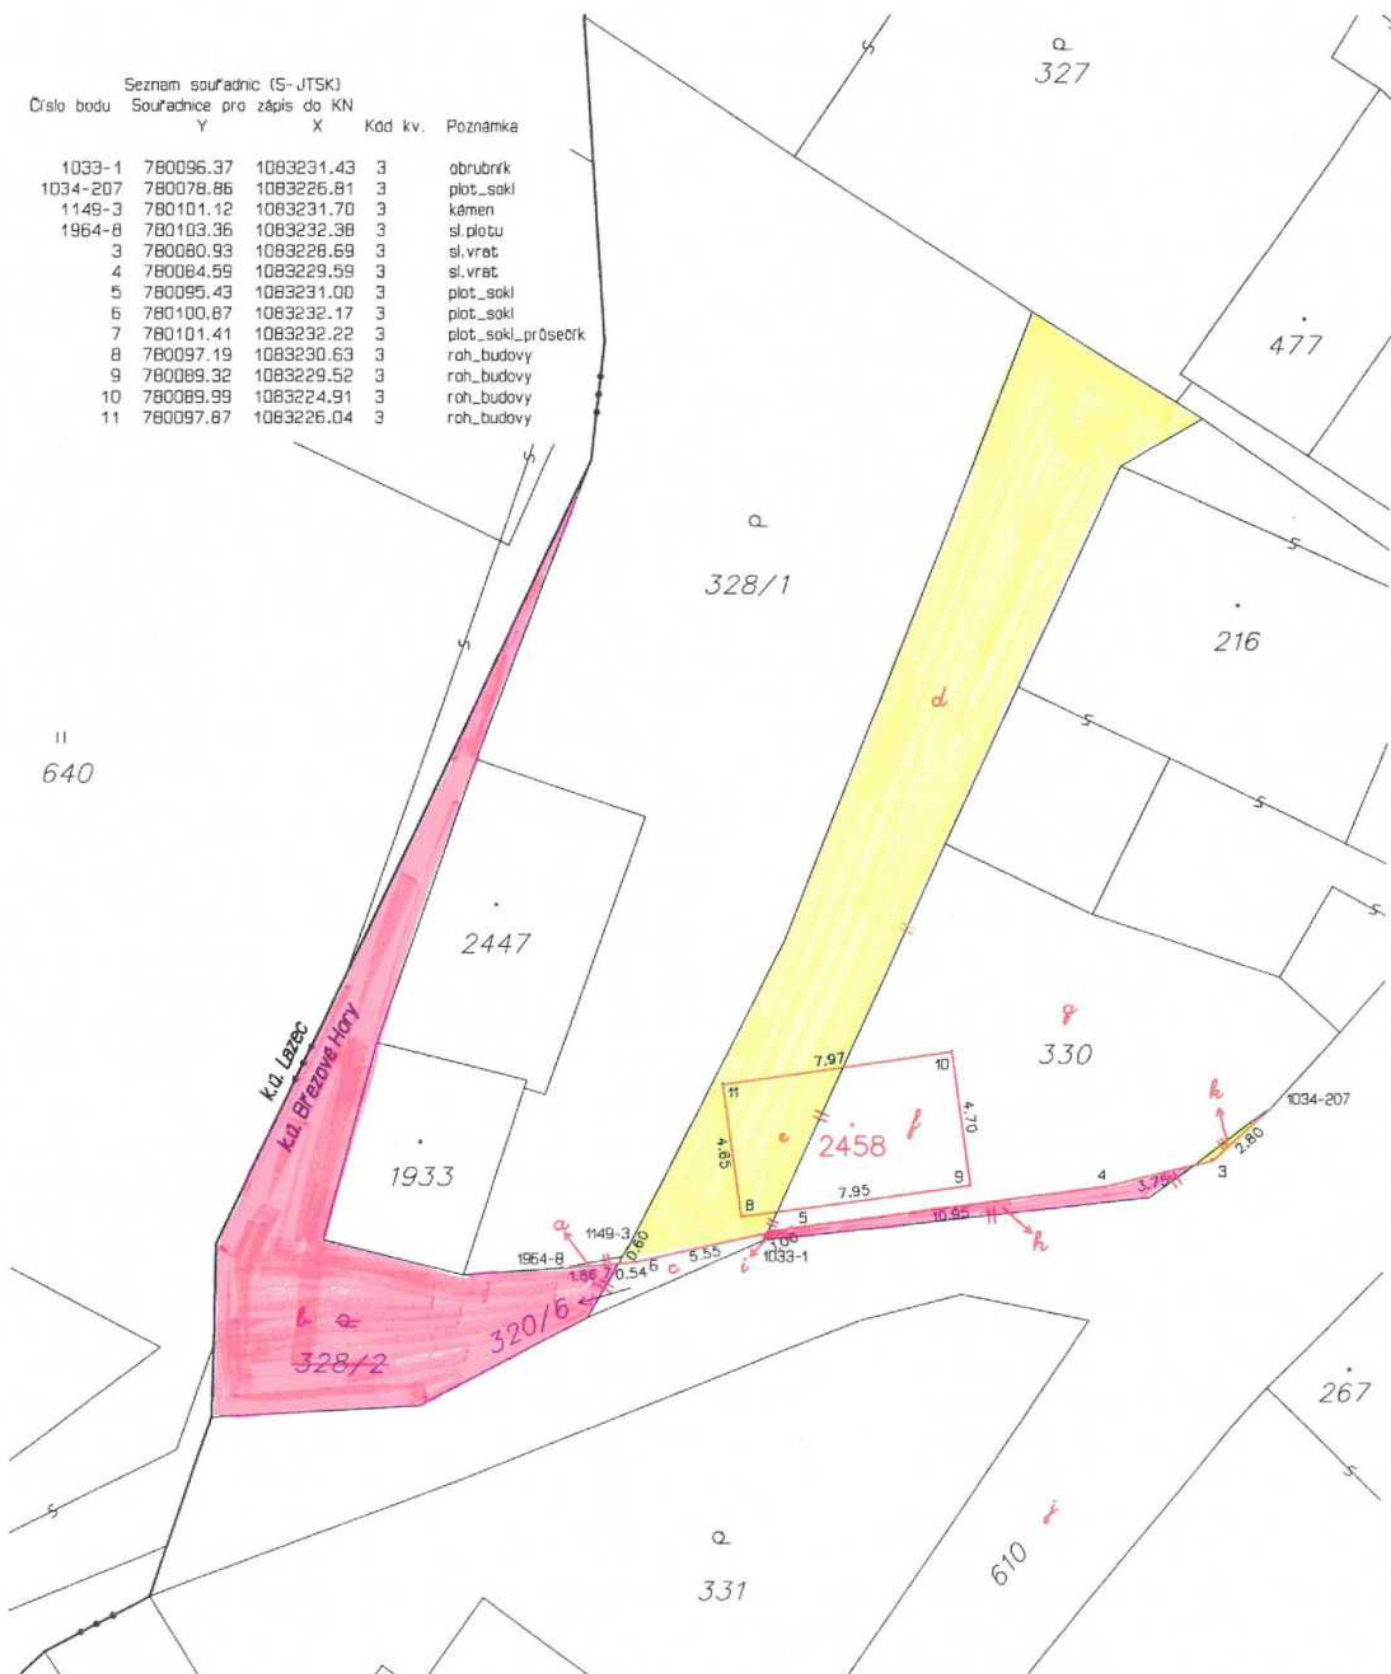 Seznam souřadnic (S-JTSK)
Číslo bodu Souřadnice pro zápis do KN
Y X Kód kv. Poznámka
1033-1 780096.37 1083231.43 3 obrubník
1034-207 780078.86 1083226.81 3 plot_sokl
1149-3 780101.12 1083231.70 3 kámen
1964-8 780103.36 1083232.38 3 sl.plotu
3 780080.93 1083228.69 3 sl.vrat
4 780084.59 1083229.59 3 sl.vrat
5 780095.43 1083231.00 3 plot_sokl
6 780100.87 1083232.17 3 plot_sokl
7 780101.41 1083232.22 3 plot_sokl_průsečík
8 780097.19 1083230.63 3 roh_budovy
9 780089.32 1083229.52 3 roh_budovy
10 780089.99 1083224.91 3 roh_budovy
11 780097.87 1083226.04 3 roh_budovy
327
477
328/1
216
d
640
2447
k.ú. Lazec
k.ú. Březové Hory
g
330
7.97
10
11
k
1034-207
4.65
e
2458
f
4.70
1933
2.80
9
4
3
3.75
7.95
8
5
a
1149-3
0.60
10.95
1964-8
5.55
1.00
1033-1
h
1.86
7
0.54
6
c
i
b a
320/6
328/2
267
j
610
331